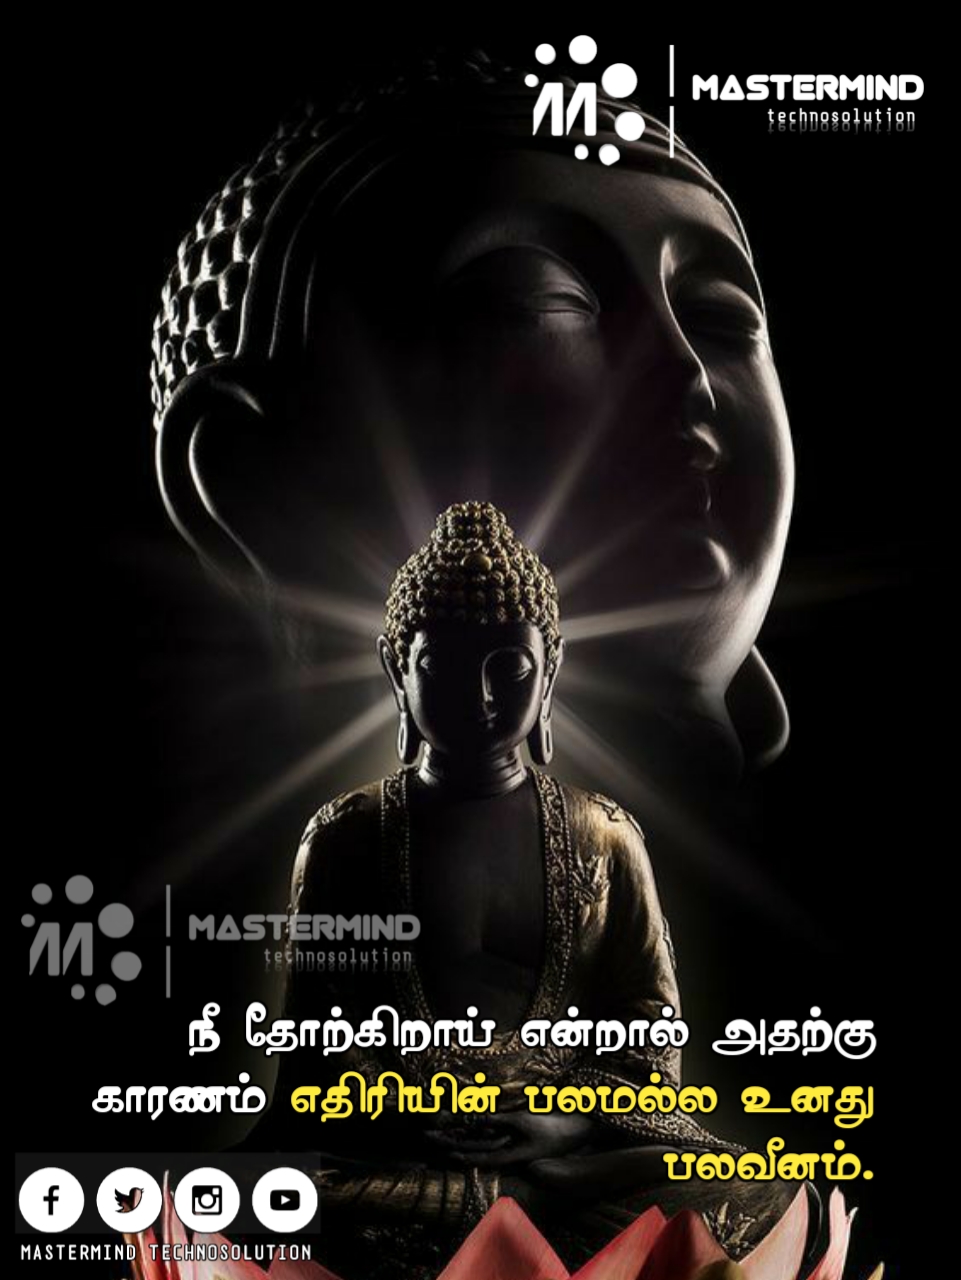 MASTERMIND
technosolution
MASTERMIND
technosolution
நீ தோற்கிறாய் என்றால் அதற்கு
காரணம் எதிரியின் பலமல்ல உனது
பலவீனம்.
MASTERMIND TECHNOSOLUTION